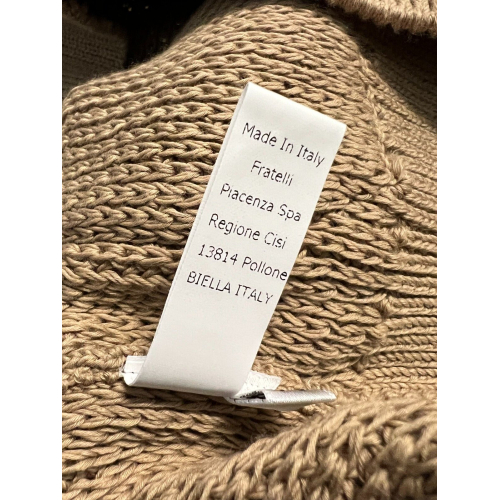 Made In Italy
Fratelli
Piacenza Spa
Regione Cisi
13814 Pollone
BIELLA ITALY